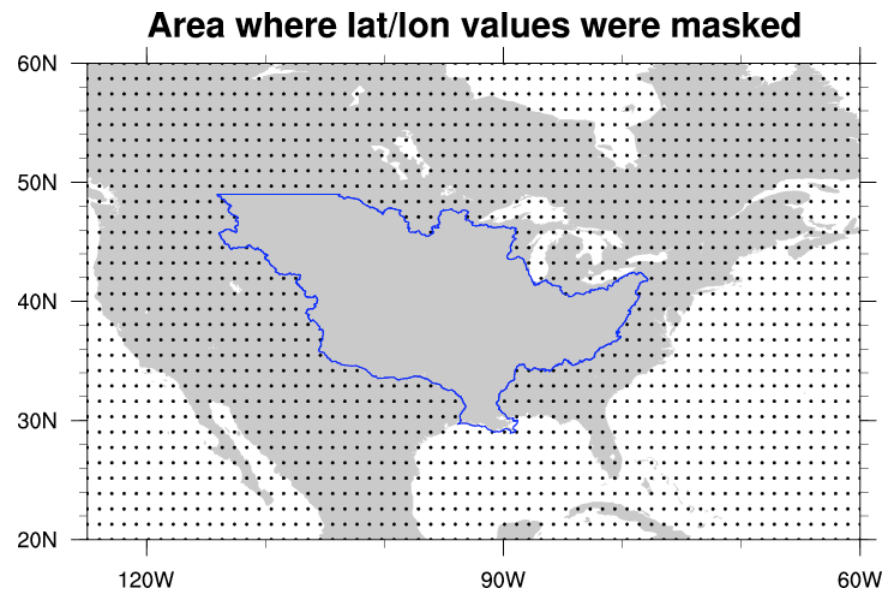 Area where lat/lon values were masked
60N
50N
40N
30N
20N
120W 90W 60W